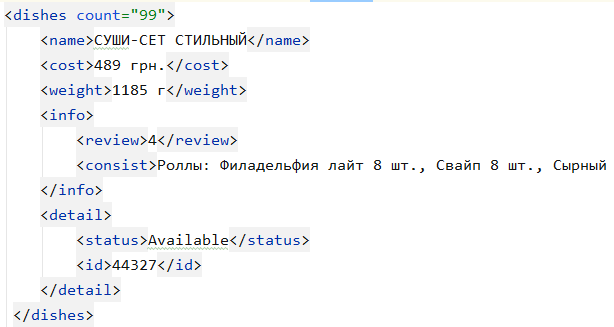 <dishes count="99">
<name>СУШИ-СЕТ СТИЛЬНЫЙ</name>
<cost>489 грн.</cost>
<weight>1185 г</weight>
<info>
<review>4</review>
<consist>Роллы: Филадельфия лайт 8 шт., Свайп 8 шт., Сырный
</info>
<detail>
<status>Available</status>
<id>44327</id>
</detail>
</dishes>